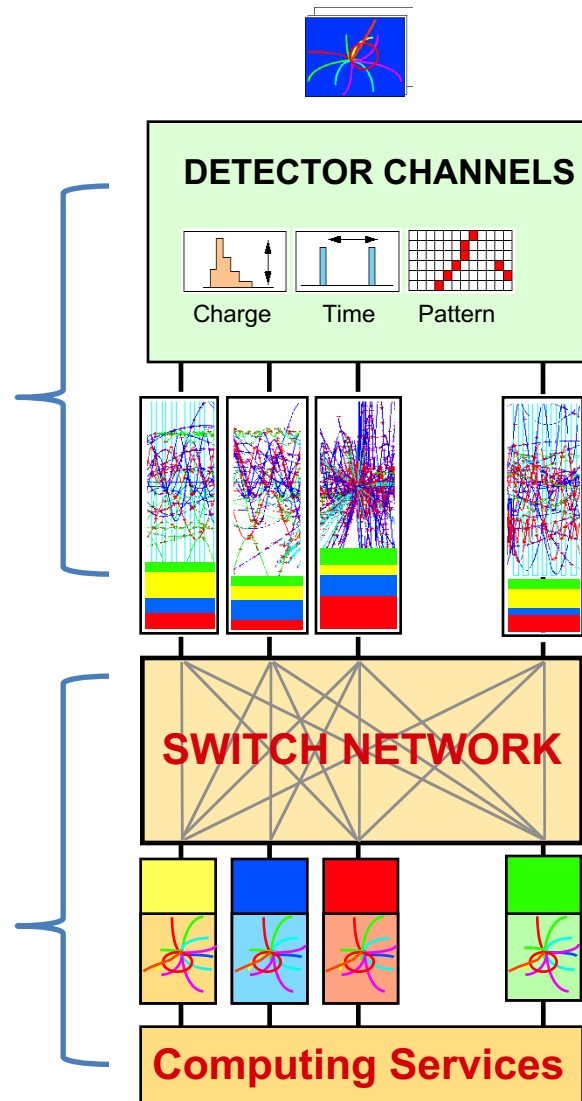 DETECTOR CHANNELS
Charge Time Pattern
SWITCH NETWORK
Computing Services